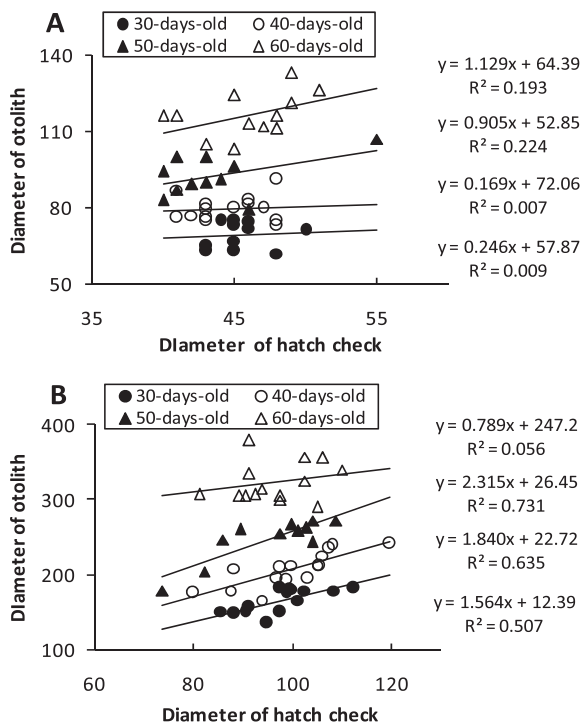 A
30-days-old 40-days-old
50-days-old 60-days-old
140
110
80
50
35 45 55
Diameter of otolith
DIameter of hatch check
y = 1.129x + 64.39
R² = 0.193
y = 0.905x + 52.85
R² = 0.224
y = 0.169x + 72.06
R² = 0.007
y = 0.246x + 57.87
R² = 0.009
B
30-days-old 40-days-old
50-days-old 60-days-old
400
300
200
100
60 80 100 120
Diameter of otolith
Diameter of hatch check
y = 0.789x + 247.2
R² = 0.056
y = 2.315x + 26.45
R² = 0.731
y = 1.840x + 22.72
R² = 0.635
y = 1.564x + 12.39
R² = 0.507